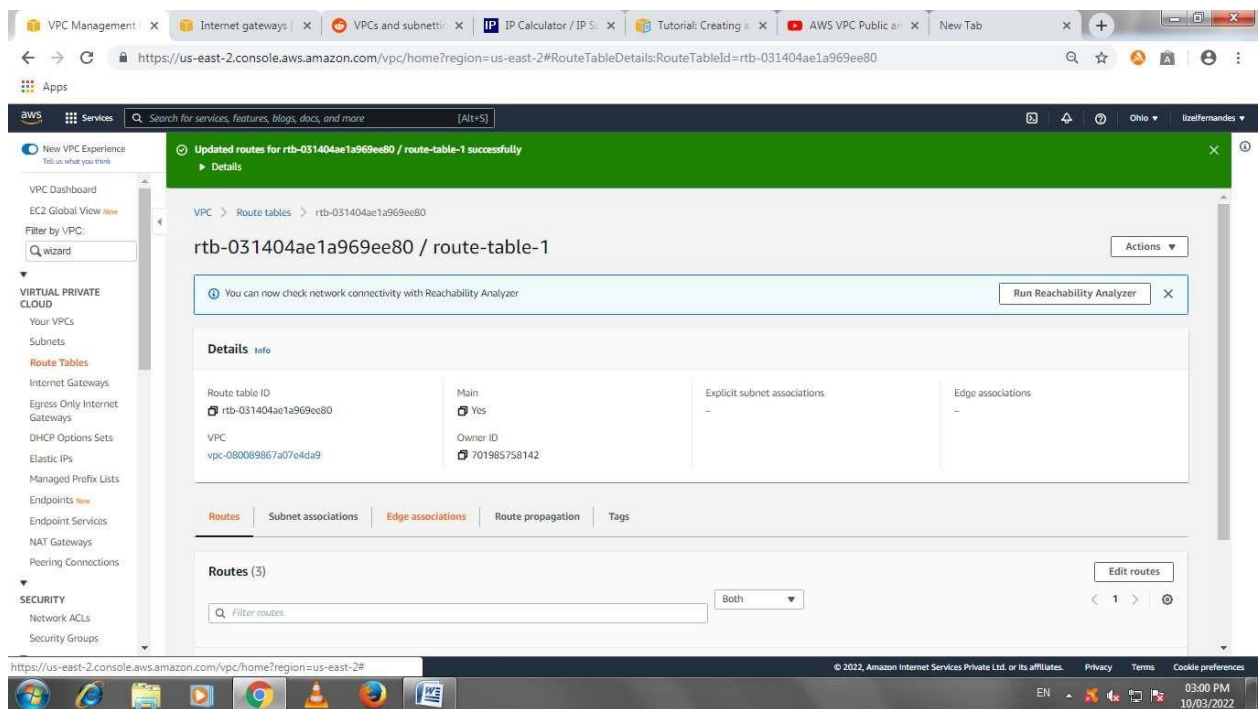 VPC Management
Internet gateways |
VPCs and subnettin
IP IP Calculator / IP S
Tutorial: Creating a
AWS VPC Public an
New Tab
https://us-east-2.console.aws.amazon.com/vpc/home?region=us-east-2#RouteTableDetails:RouteTableId=rtb-031404ae1a969ee80
Apps
aws Services Search for services, features, blogs, docs, and more [Alt+S] Ohio lizelfernandes
New VPC Experience
Tell us what you think
VPC Dashboard
EC2 Global View New
Filter by VPC:
wizard
VIRTUAL PRIVATE
CLOUD
Your VPCs
Subnets
Route Tables
Internet Gateways
Egress Only Internet
Gateways
DHCP Options Sets
Elastic IPs
Managed Prefix Lists
Endpoints New
Endpoint Services
NAT Gateways
Peering Connections
SECURITY
Network ACLs
Security Groups
Updated routes for rtb-031404ae1a969ee80 / route-table-1 successfully
Details
VPC > Route tables > rtb-031404ae1a969ee80
rtb-031404ae1a969ee80 / route-table-1
Actions
You can now check network connectivity with Reachability Analyzer
Run Reachability Analyzer
Details Info
Route table ID
rtb-031404ae1a969ee80
Main
Yes
Explicit subnet associations
–
Edge associations
–
VPC
vpc-080089867a07e4da9
Owner ID
701985758142
Routes Subnet associations Edge associations Route propagation Tags
Routes (3)
Edit routes
Filter routes
Both
< 1 >
https://us-east-2.console.aws.amazon.com/vpc/home?region=us-east-2#
© 2022, Amazon Internet Services Private Ltd. or its affiliates. Privacy Terms Cookie preferences
EN
03:00 PM
10/03/2022